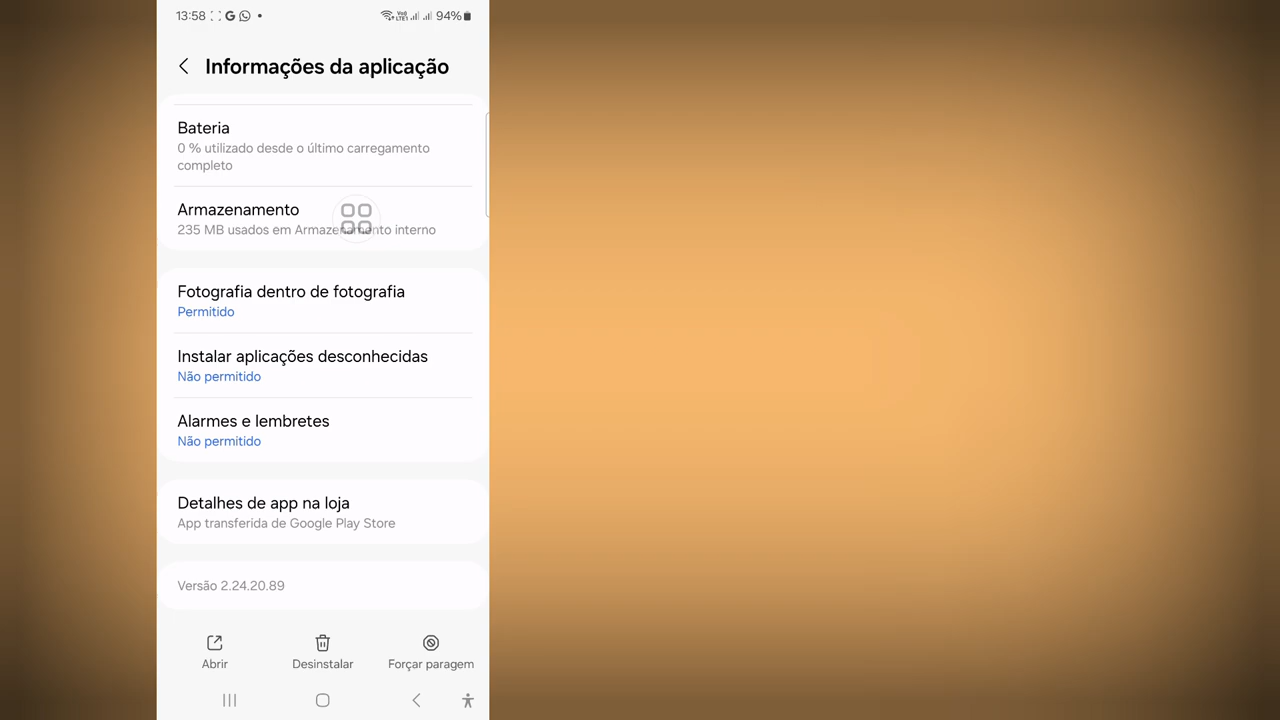 13:58
94%
Informações da aplicação
Bateria
0 % utilizado desde o último carregamento
completo
Armazenamento
235 MB usados em Armazenamento interno
Fotografia dentro de fotografia
Permitido
Instalar aplicações desconhecidas
Não permitido
Alarmes e lembretes
Não permitido
Detalhes de app na loja
App transferida de Google Play Store
Versão 2.24.20.89
Abrir
Desinstalar
Forçar paragem